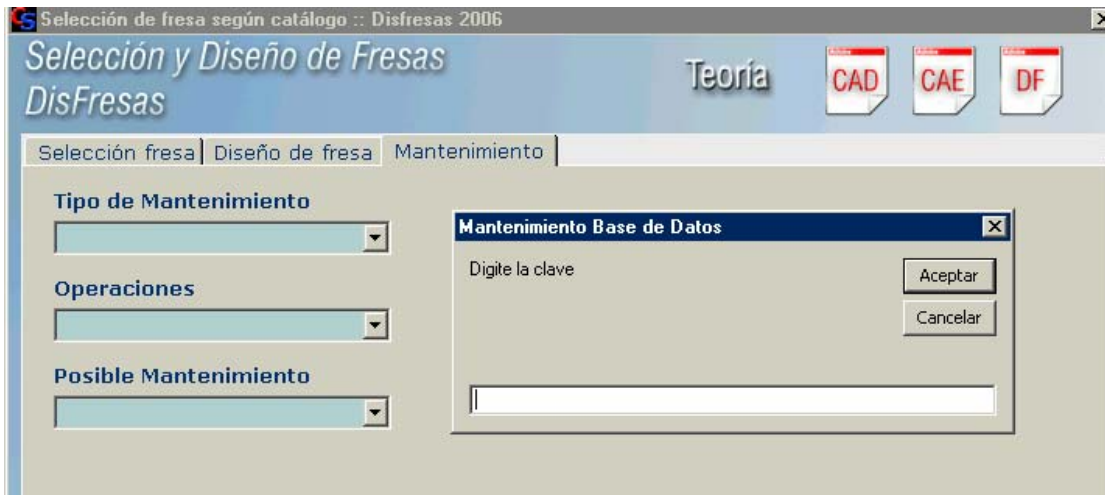 Selección de fresa según catálogo :: Disfresas 2006
Selección y Diseño de Fresas
DisFresas
Teoría
CAD
CAE
DF
Selección fresa
Diseño de fresa
Mantenimiento
Tipo de Mantenimiento
Operaciones
Posible Mantenimiento
Mantenimiento Base de Datos
Digite la clave
Aceptar
Cancelar